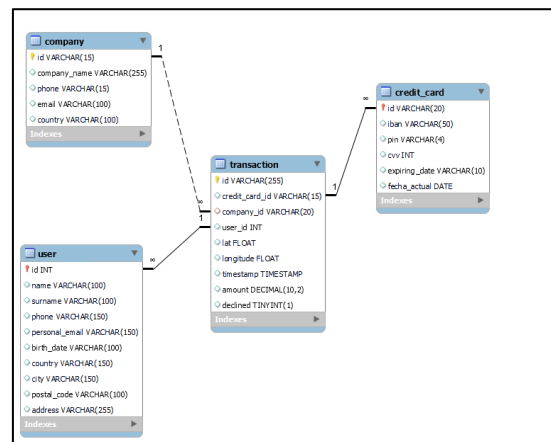 company
id VARCHAR(15)
company_name VARCHAR(255)
phone VARCHAR(15)
email VARCHAR(100)
country VARCHAR(100)
Indexes
1
∞
credit_card
id VARCHAR(20)
iban VARCHAR(50)
pin VARCHAR(4)
cvv INT
expiring_date VARCHAR(10)
fecha_actual DATE
Indexes
∞
1
transaction
id VARCHAR(255)
credit_card_id VARCHAR(15)
company_id VARCHAR(20)
user_id INT
lat FLOAT
longitude FLOAT
timestamp TIMESTAMP
amount DECIMAL(10,2)
declined TINYINT(1)
Indexes
1
∞
user
id INT
name VARCHAR(100)
surname VARCHAR(100)
phone VARCHAR(150)
personal_email VARCHAR(150)
birth_date VARCHAR(100)
country VARCHAR(150)
city VARCHAR(150)
postal_code VARCHAR(100)
address VARCHAR(255)
Indexes